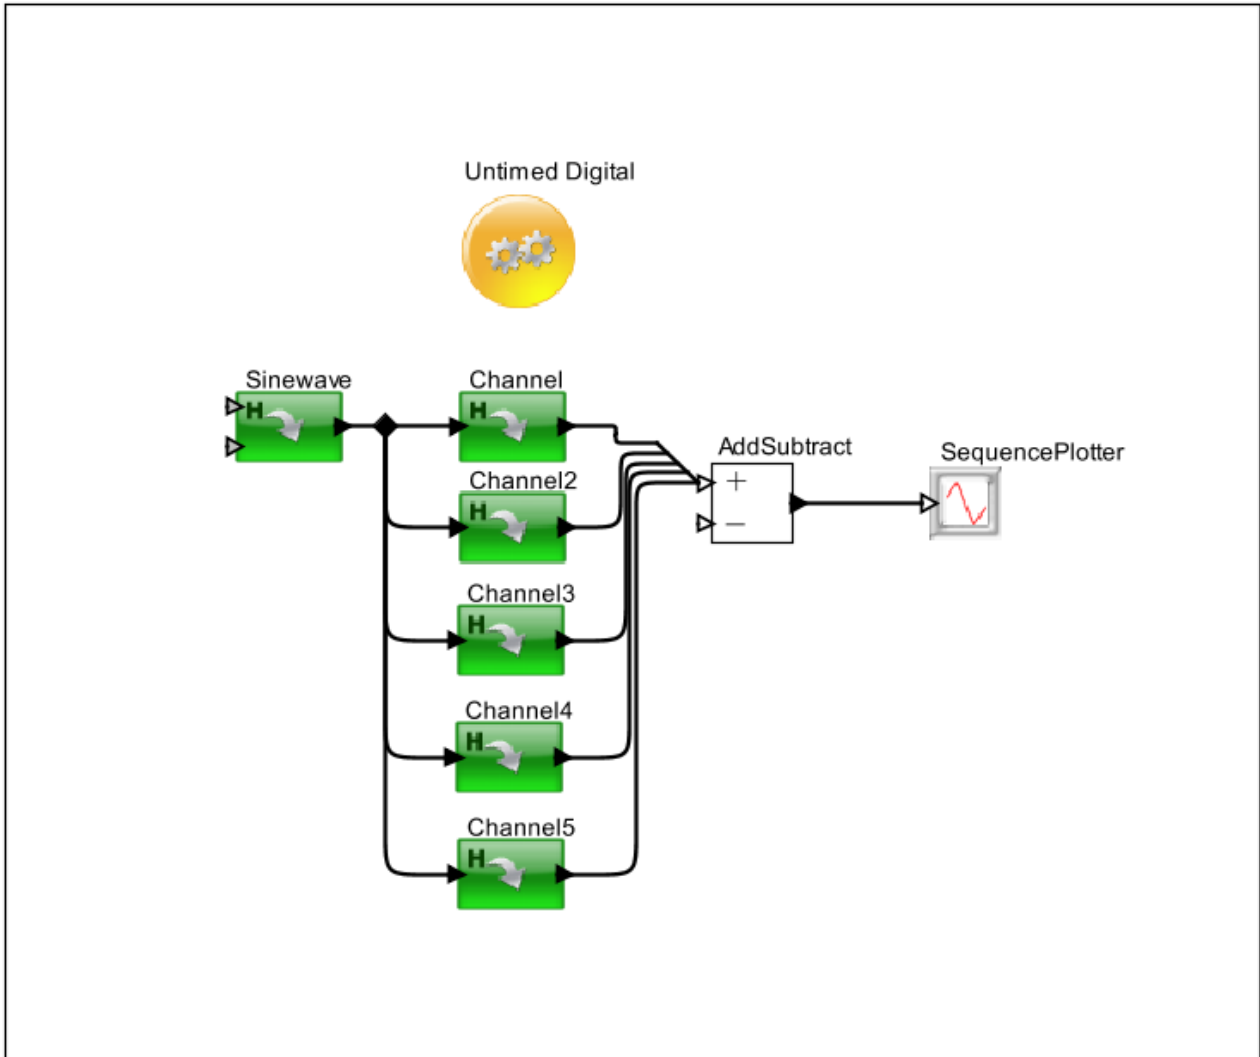 Untimed Digital
Sinewave
H
Channel
H
AddSubtract
+
−
SequencePlotter
Channel2
H
Channel3
H
Channel4
H
Channel5
H